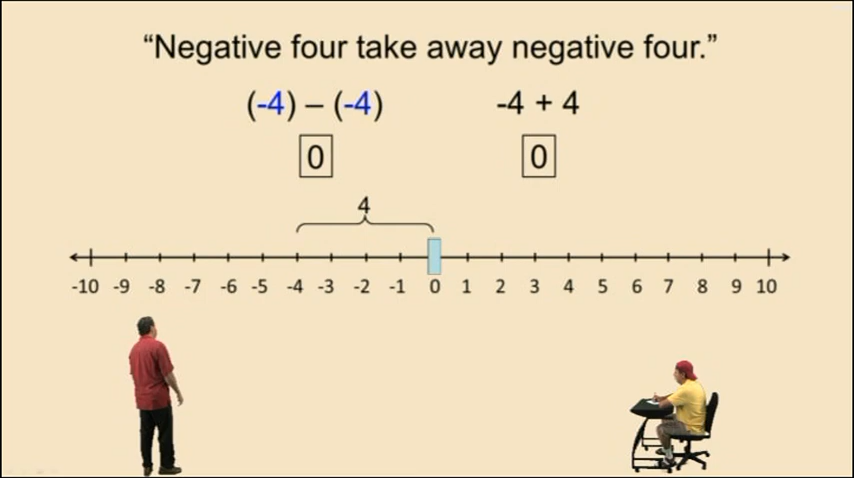 “Negative four take away negative four.”
(-4) – (-4)
-4 + 4
0
0
4
-10 -9 -8 -7 -6 -5 -4 -3 -2 -1 0 1 2 3 4 5 6 7 8 9 10